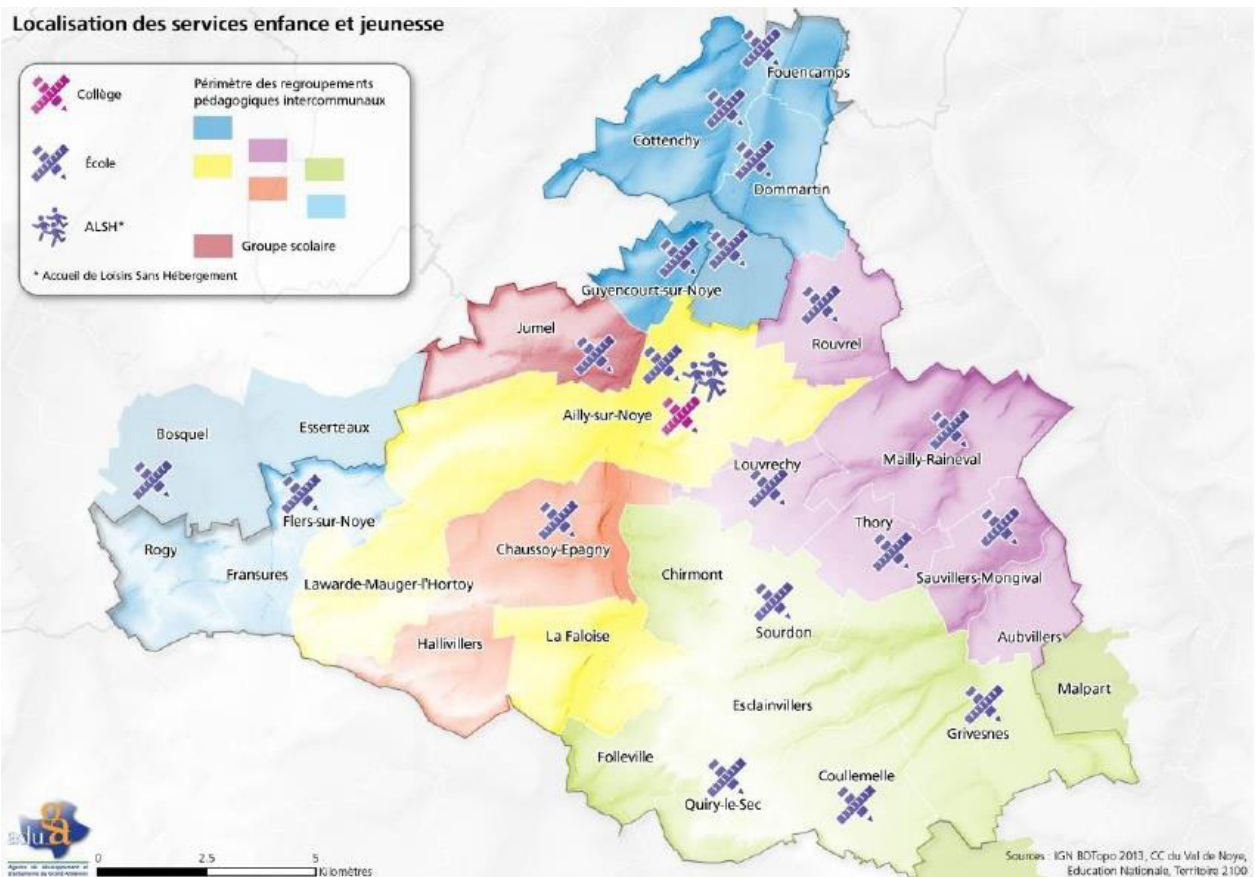 Localisation des services enfance et jeunesse
Collège
École
ALSH*
Périmètre des regroupements
pédagogiques intercommunaux
Groupe scolaire
* Accueil de Loisirs Sans Hébergement
Fouencamps
Cottenchy
Dommartin
Guyencourt-sur-Noye
Jumel
Rouvrel
Ailly-sur-Noye
Bosquel
Esserteaux
Louvrechy
Mailly-Raineval
Flers-sur-Noye
Thory
Rogy
Fransures
Chaussoy-Epagny
Chirmont
Sauvillers-Mongival
Lawarde-Mauger-l'Hortoy
Sourdon
Aubvillers
Hallivillers
La Faloise
Malpart
Esclainvillers
Grivesnes
Folleville
Coullemelle
Quiry-le-Sec
adu ga
0 2.5 5
Kilomètres
Sources : IGN BDTopo 2013, CC du Val de Noye,
Education Nationale, Territoire 2100